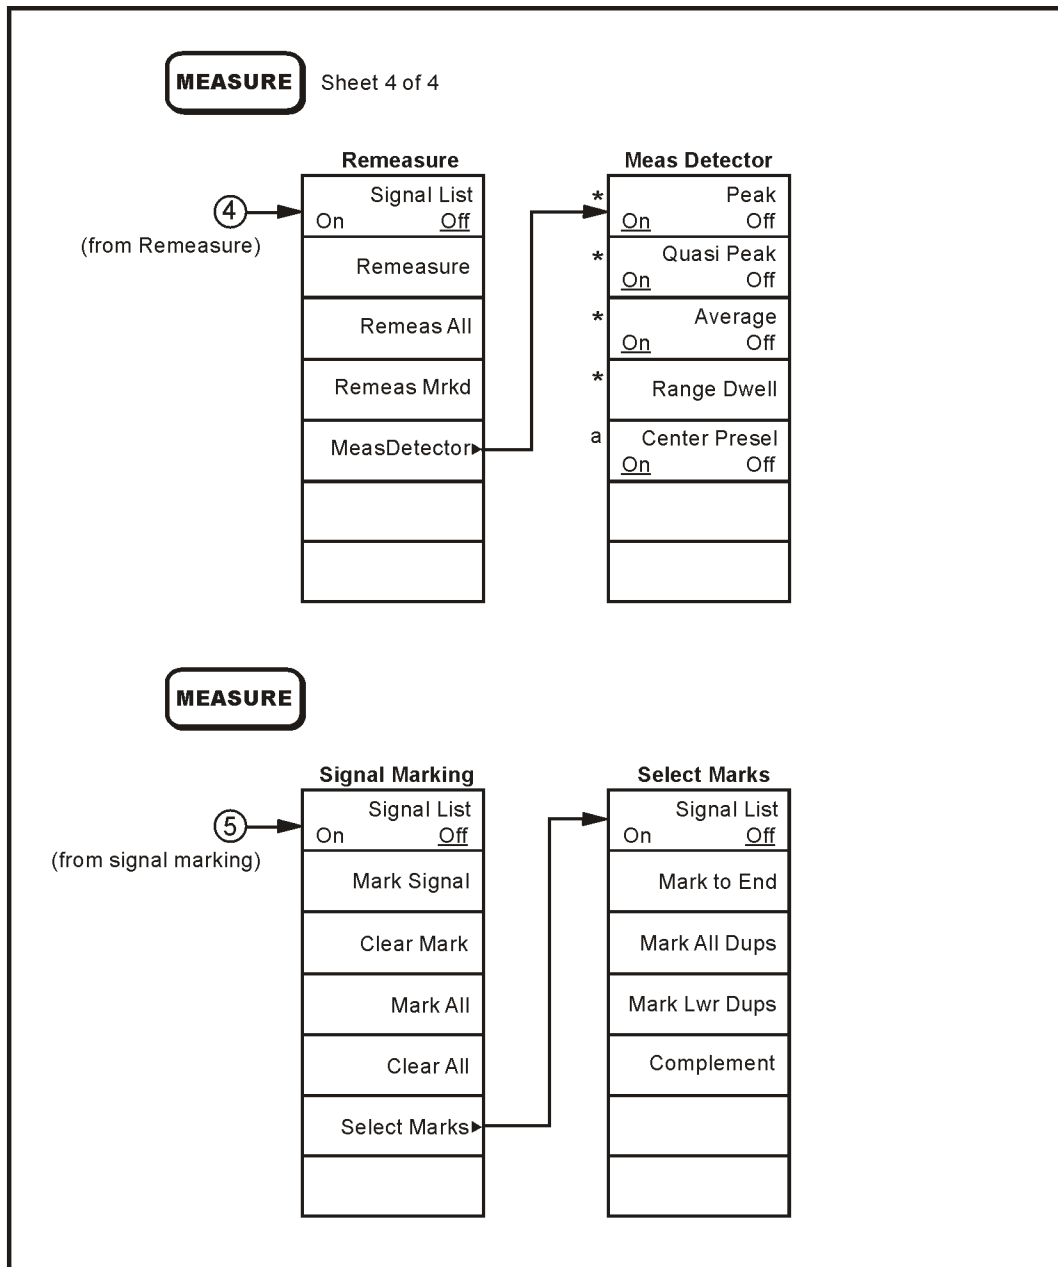 MEASURE Sheet 4 of 4
Remeasure
4
(from Remeasure)
Signal List
On Off
Remeasure
Remeas All
Remeas Mrkd
MeasDetector
Meas Detector
* Peak
On Off
* Quasi Peak
On Off
* Average
On Off
* Range Dwell
a Center Presel
On Off
MEASURE
Signal Marking
5
(from signal marking)
Signal List
On Off
Mark Signal
Clear Mark
Mark All
Clear All
Select Marks
Select Marks
Signal List
On Off
Mark to End
Mark All Dups
Mark Lwr Dups
Complement